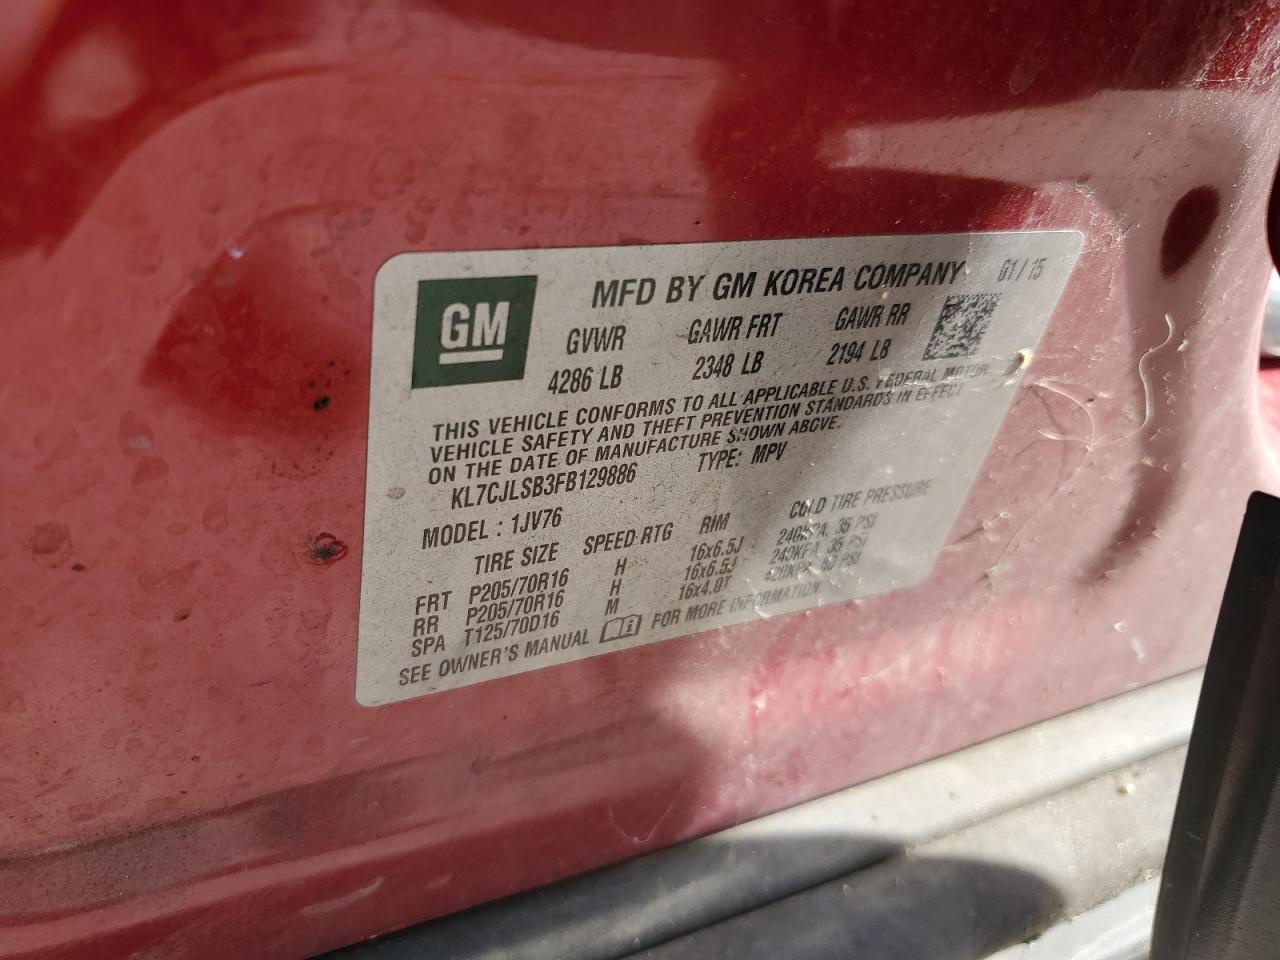 GM
MFD BY GM KOREA COMPANY 01/15
GVWR GAWR FRT GAWR RR
4286 LB 2348 LB 2194 LB
THIS VEHICLE CONFORMS TO ALL APPLICABLE U.S. FEDERAL MOTOR
VEHICLE SAFETY AND THEFT PREVENTION STANDARDS IN EFFECT
ON THE DATE OF MANUFACTURE SHOWN ABOVE.
KL7CJLSB3FB129886 TYPE: MPV
MODEL : 1JV76
TIRE SIZE SPEED RTG RIM COLD TIRE PRESSURE
FRT P205/70R16 H 16x6.5J 240KPA, 35 PSI
RR P205/70R16 H 16x6.5J 240KPA, 35 PSI
SPA T125/70D16 M 16x4.0T 420KPA, 60 PSI
SEE OWNER'S MANUAL FOR MORE INFORMATION